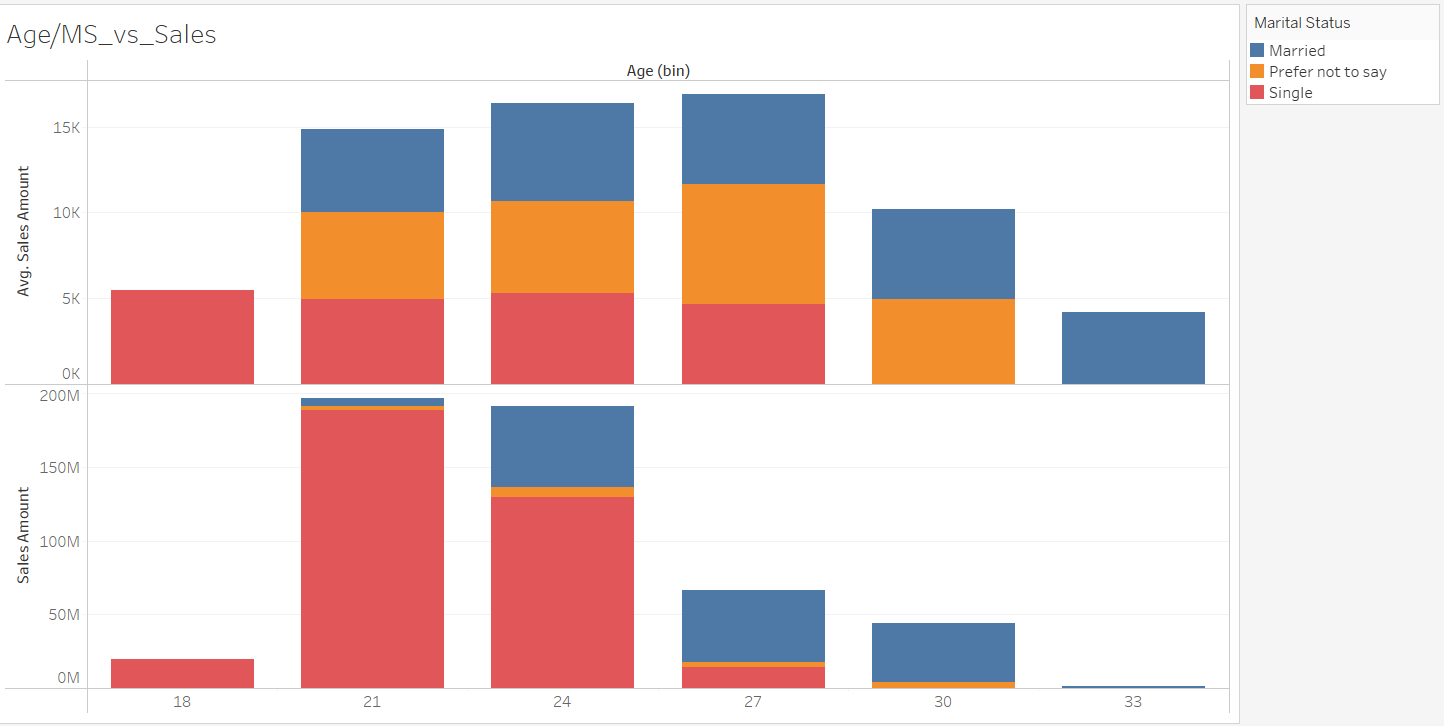 Age/MS_vs_Sales
Age (bin)
Avg. Sales Amount
15K
10K
5K
0K
Sales Amount
200M
150M
100M
50M
0M
18
21
24
27
30
33
Marital Status
Married
Prefer not to say
Single